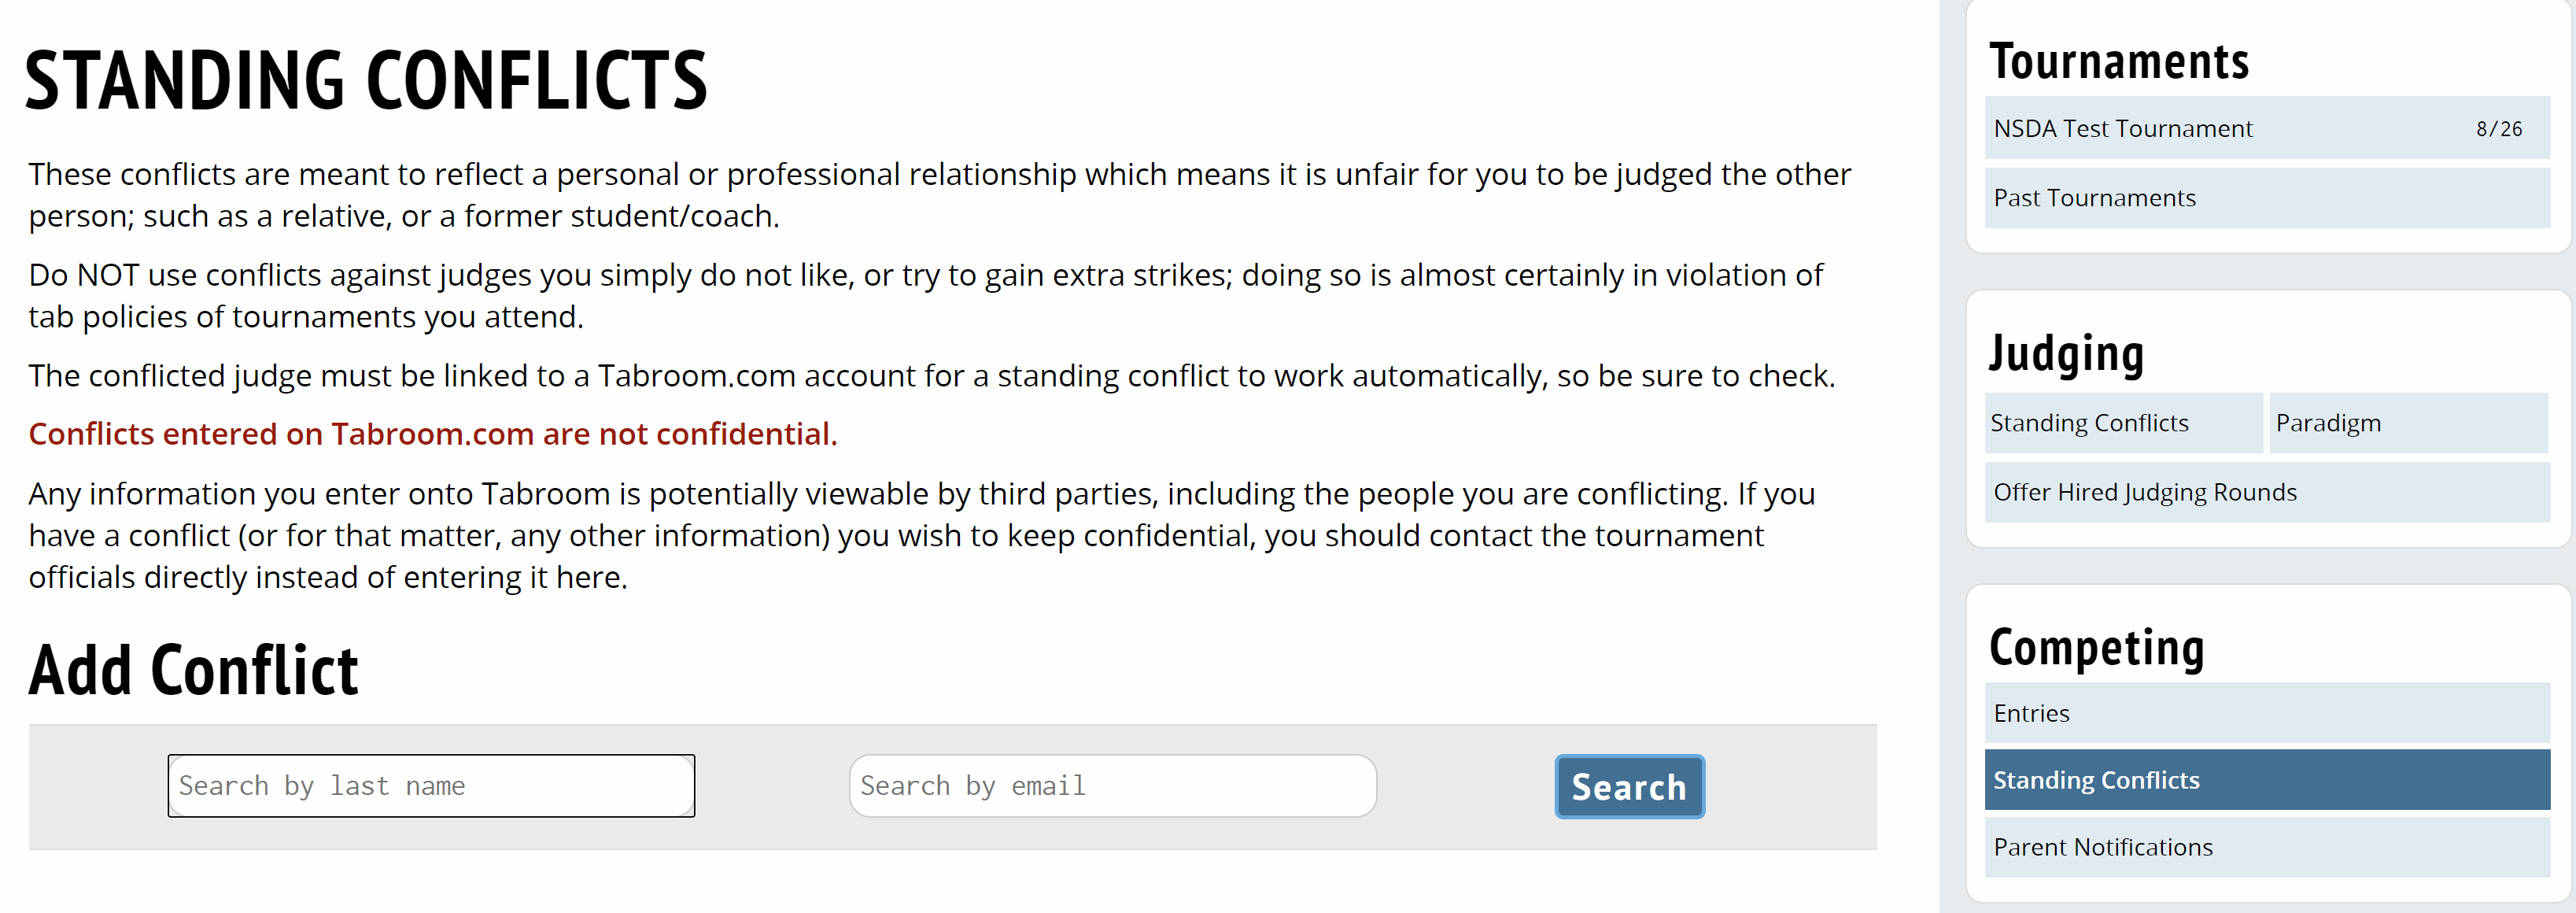 STANDING CONFLICTS
These conflicts are meant to reflect a personal or professional relationship which means it is unfair for you to be judged the other
person; such as a relative, or a former student/coach.
Do NOT use conflicts against judges you simply do not like, or try to gain extra strikes; doing so is almost certainly in violation of
tab policies of tournaments you attend.
The conflicted judge must be linked to a Tabroom.com account for a standing conflict to work automatically, so be sure to check.
Conflicts entered on Tabroom.com are not confidential.
Any information you enter onto Tabroom is potentially viewable by third parties, including the people you are conflicting. If you
have a conflict (or for that matter, any other information) you wish to keep confidential, you should contact the tournament
officials directly instead of entering it here.
Add Conflict
Search by last name
Search by email
Search
Tournaments
NSDA Test Tournament 8/26
Past Tournaments
Judging
Standing Conflicts
Paradigm
Offer Hired Judging Rounds
Competing
Entries
Standing Conflicts
Parent Notifications